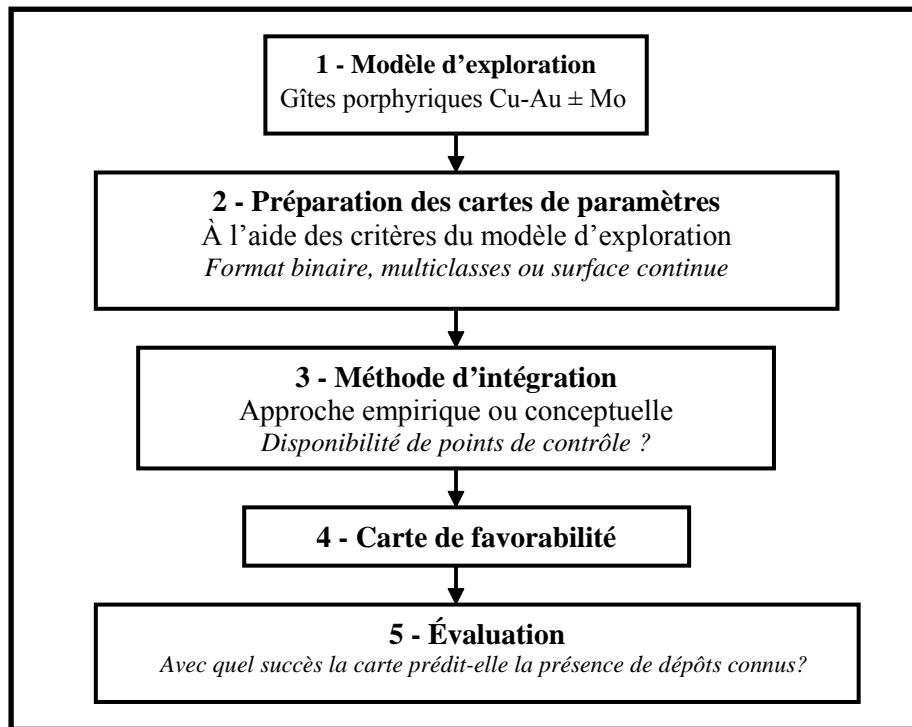 1 - Modèle d’exploration
Gîtes porphyriques Cu-Au ± Mo
2 - Préparation des cartes de paramètres
À l’aide des critères du modèle d’exploration
Format binaire, multiclasses ou surface continue
3 - Méthode d’intégration
Approche empirique ou conceptuelle
Disponibilité de points de contrôle ?
4 - Carte de favorabilité
5 - Évaluation
Avec quel succès la carte prédit-elle la présence de dépôts connus?